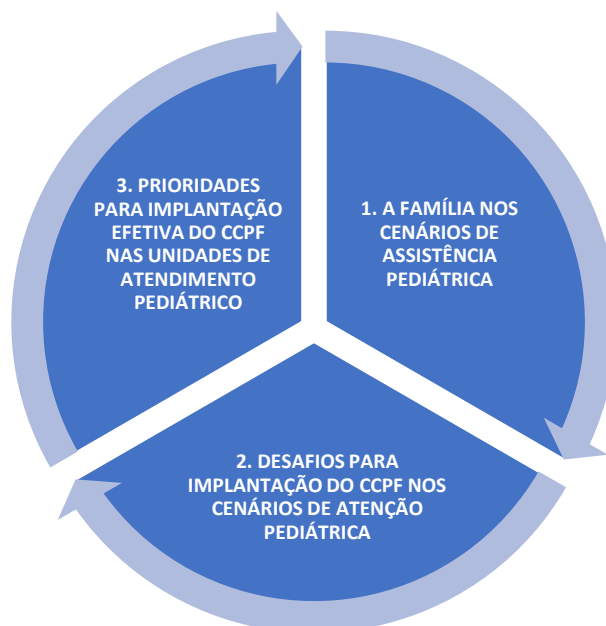 1. A FAMÍLIA NOS
CENÁRIOS DE
ASSISTÊNCIA
PEDIÁTRICA
2. DESAFIOS PARA
IMPLANTAÇÃO DO CCPF NOS
CENÁRIOS DE ATENÇÃO
PEDIÁTRICA
3. PRIORIDADES
PARA IMPLANTAÇÃO
EFETIVA DO CCPF
NAS UNIDADES DE
ATENDIMENTO
PEDIÁTRICO